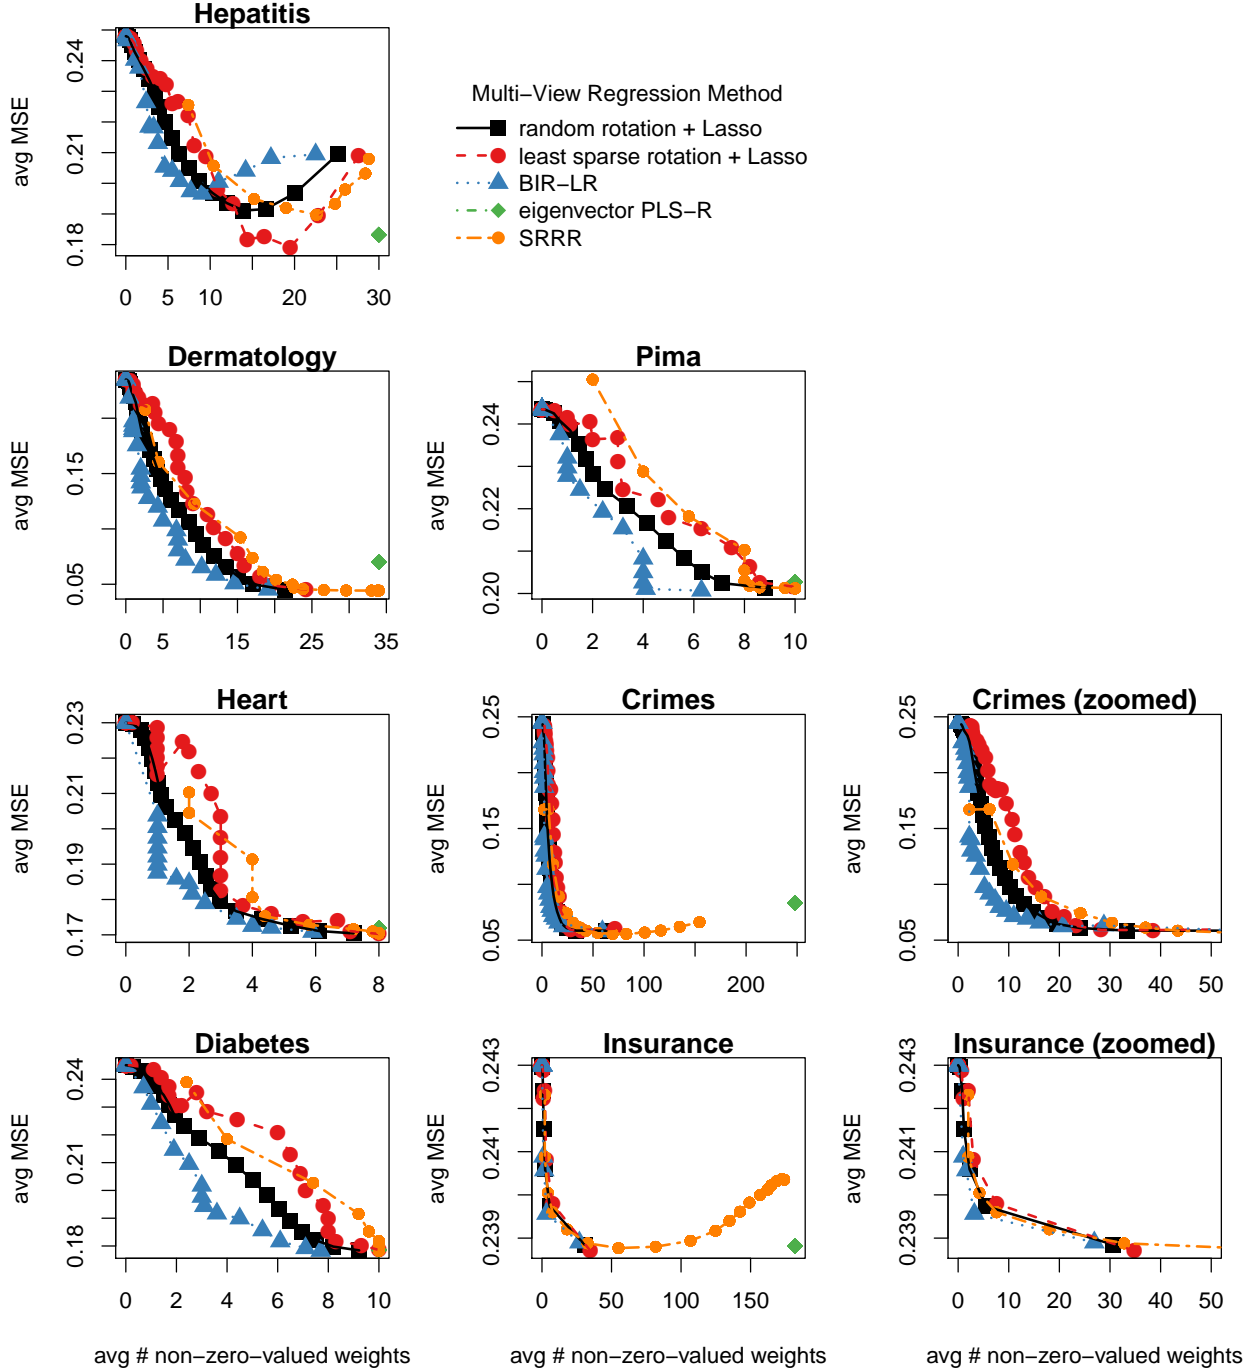 Hepatitis
avg MSE
0.18 0.21 0.24
0 5 10 20 30
Multi−View Regression Method
random rotation + Lasso
least sparse rotation + Lasso
BIR−LR
eigenvector PLS−R
SRRR
Dermatology
avg MSE
0.05 0.15
0 5 15 25 35
Pima
avg MSE
0.20 0.22 0.24
0 2 4 6 8 10
Heart
avg MSE
0.17 0.19 0.21 0.23
0 2 4 6 8
Crimes
avg MSE
0.05 0.15 0.25
0 50 100 200
Crimes (zoomed)
avg MSE
0.05 0.15 0.25
0 10 20 30 40 50
Diabetes
avg MSE
0.18 0.21 0.24
0 2 4 6 8 10
avg # non−zero−valued weights
Insurance
avg MSE
0.239 0.241 0.243
0 50 100 150
avg # non−zero−valued weights
Insurance (zoomed)
avg MSE
0.239 0.241 0.243
0 10 20 30 40 50
avg # non−zero−valued weights